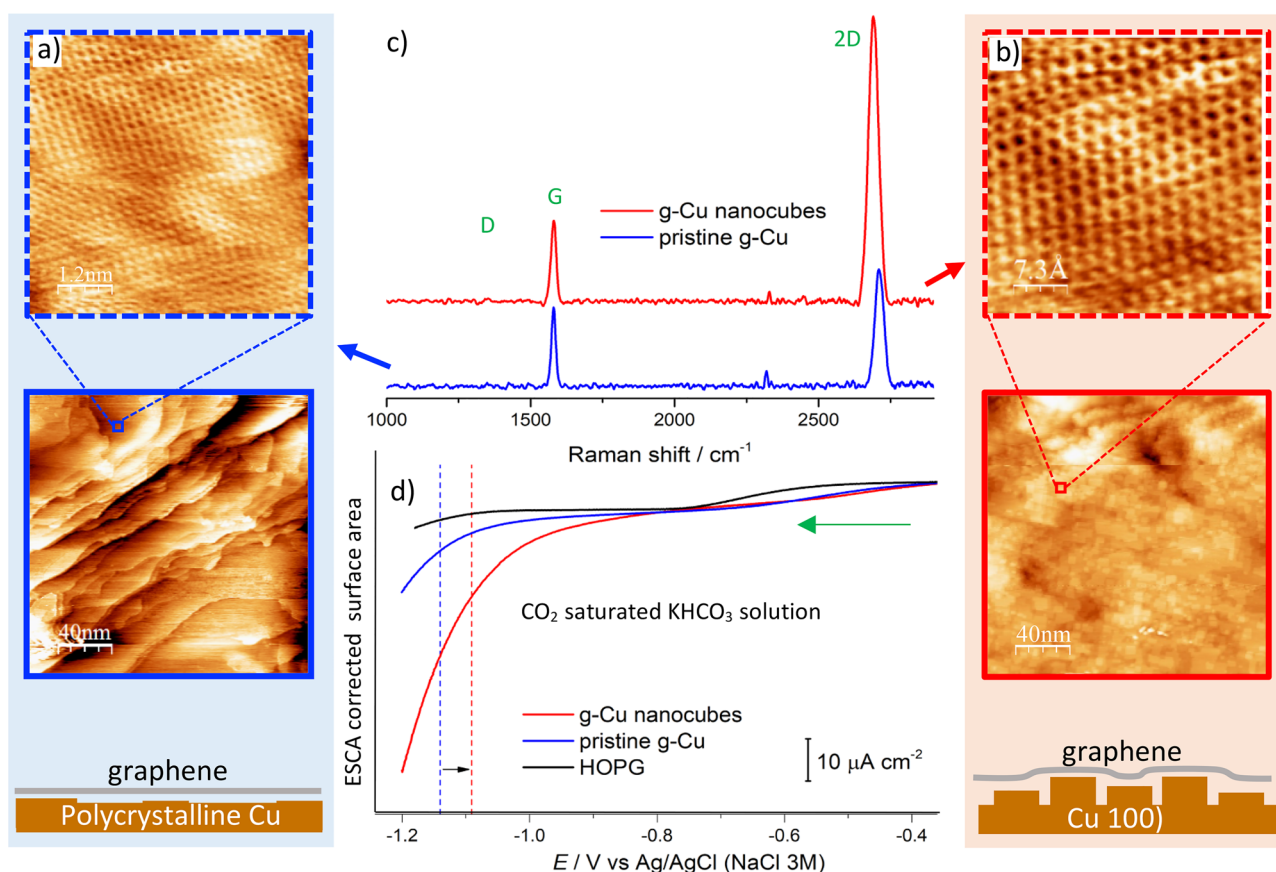 a)
1.2nm
40nm
graphene
Polycrystalline Cu
c)
2D
G
D
g-Cu nanocubes
pristine g-Cu
1000
1500
2000
2500
Raman shift / cm-1
d)
ESCA corrected surface area
CO2 saturated KHCO3 solution
g-Cu nanocubes
pristine g-Cu
HOPG
10 μA cm-2
-1.2
-1.0
-0.8
-0.6
-0.4
E / V vs Ag/AgCl (NaCl 3M)
b)
7.3Å
40nm
graphene
Cu 100)